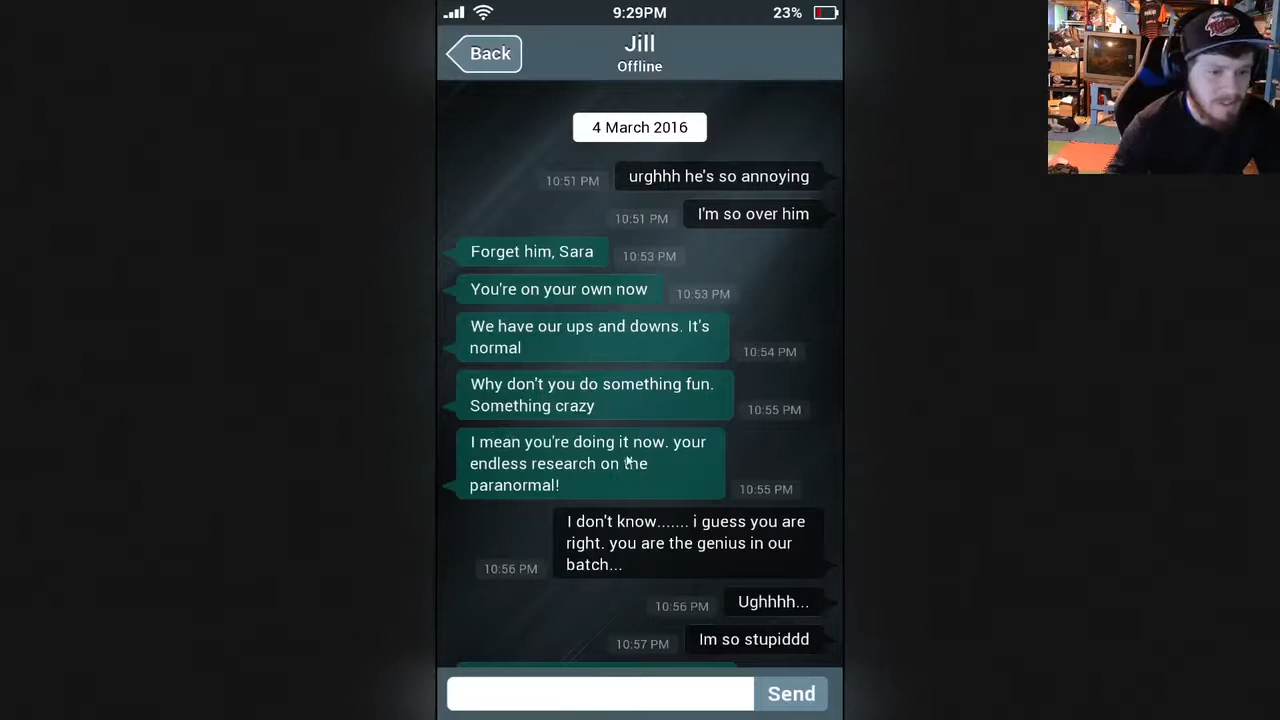 9:29PM
23%
Back
Jill
Offline
4 March 2016
urghhh he's so annoying
10:51 PM
I'm so over him
10:51 PM
Forget him, Sara
10:53 PM
You're on your own now
10:53 PM
We have our ups and downs. It's
normal
10:54 PM
Why don't you do something fun.
Something crazy
10:55 PM
I mean you're doing it now. your
endless research on the
paranormal!
10:55 PM
I don't know....... i guess you are
right. you are the genius in our
batch...
10:56 PM
Ughhhh...
10:56 PM
Im so stupiddd
10:57 PM
Send